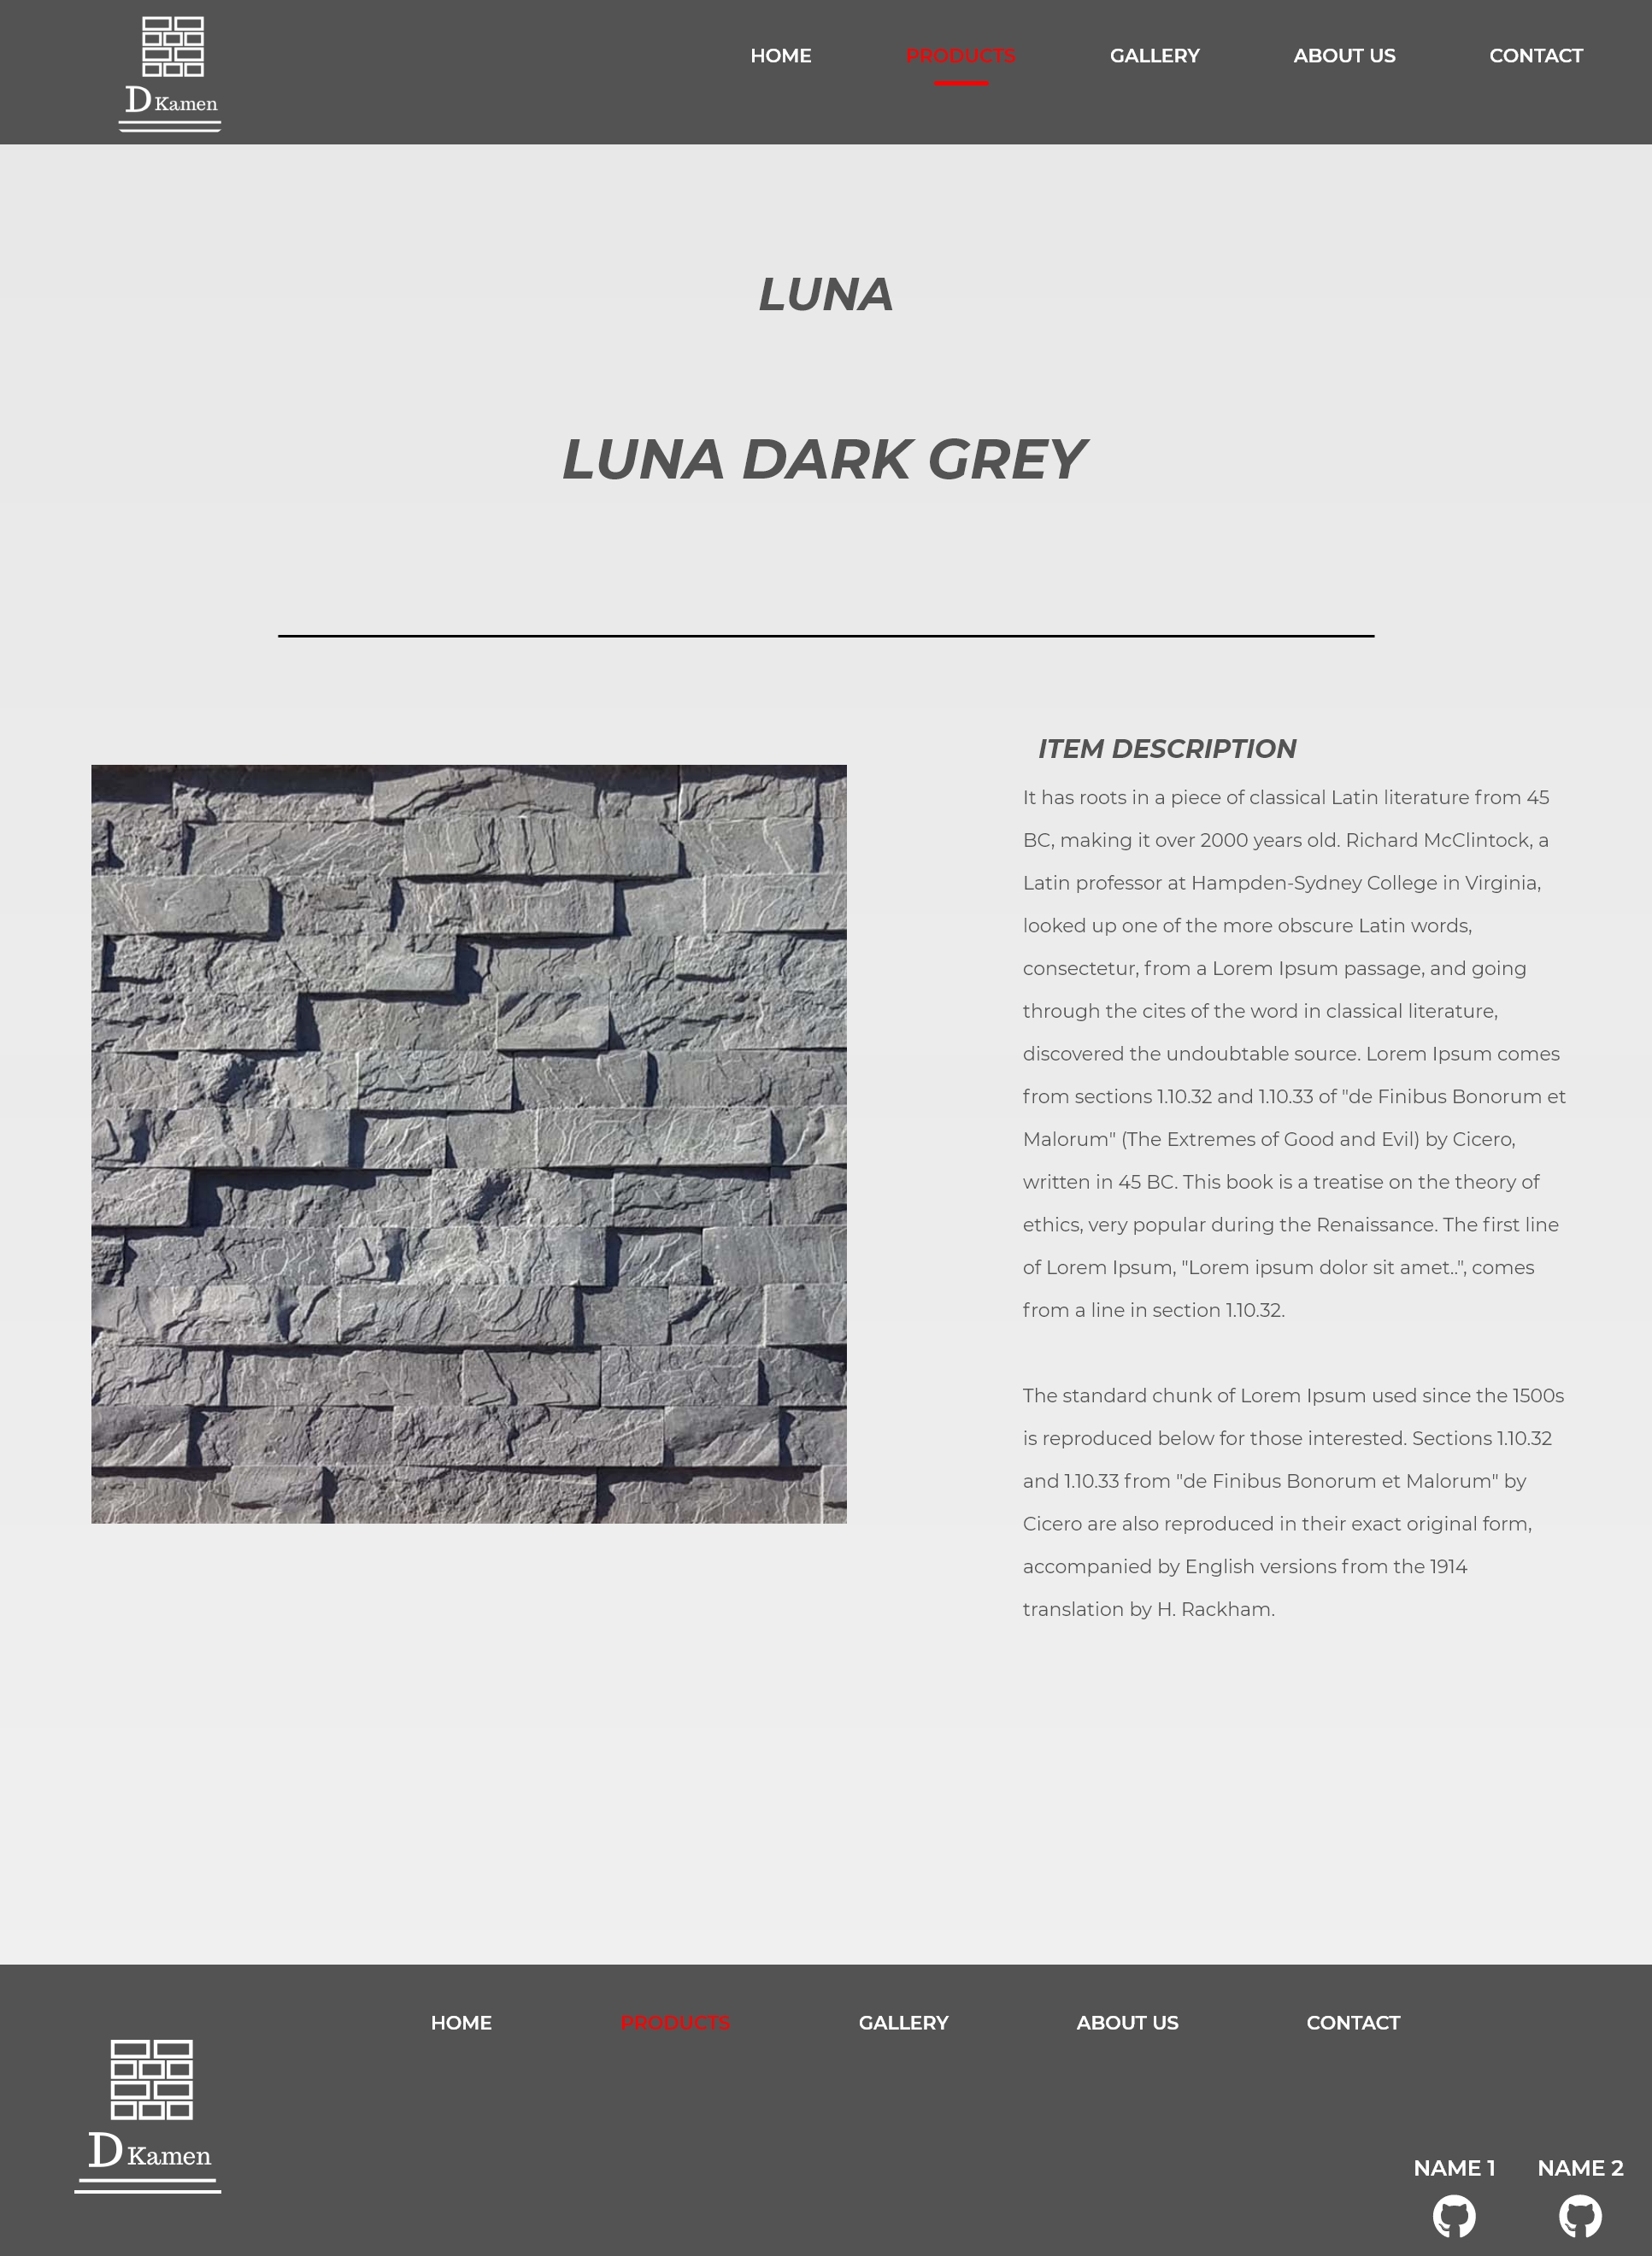 D Kamen
HOME PRODUCTS GALLERY ABOUT US CONTACT
LUNA
LUNA DARK GREY
ITEM DESCRIPTION
It has roots in a piece of classical Latin literature from 45
BC, making it over 2000 years old. Richard McClintock, a
Latin professor at Hampden-Sydney College in Virginia,
looked up one of the more obscure Latin words,
consectetur, from a Lorem Ipsum passage, and going
through the cites of the word in classical literature,
discovered the undoubtable source. Lorem Ipsum comes
from sections 1.10.32 and 1.10.33 of "de Finibus Bonorum et
Malorum" (The Extremes of Good and Evil) by Cicero,
written in 45 BC. This book is a treatise on the theory of
ethics, very popular during the Renaissance. The first line
of Lorem Ipsum, "Lorem ipsum dolor sit amet..", comes
from a line in section 1.10.32.
The standard chunk of Lorem Ipsum used since the 1500s
is reproduced below for those interested. Sections 1.10.32
and 1.10.33 from "de Finibus Bonorum et Malorum" by
Cicero are also reproduced in their exact original form,
accompanied by English versions from the 1914
translation by H. Rackham.
HOME PRODUCTS GALLERY ABOUT US CONTACT
D Kamen
NAME 1 NAME 2